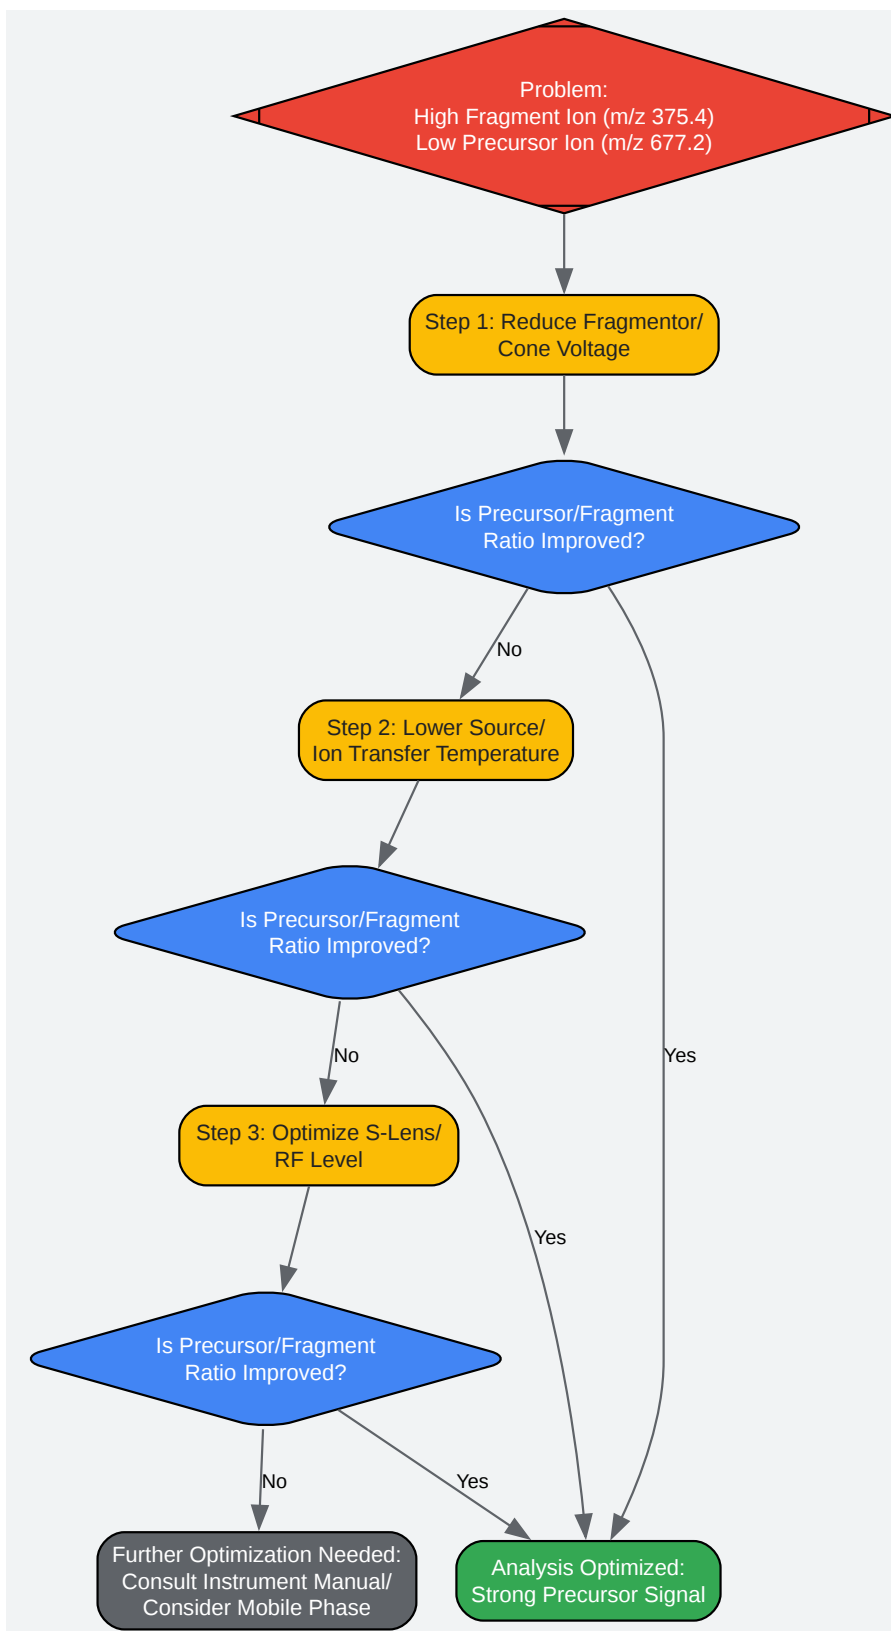 Problem:
High Fragment Ion (m/z 375.4)
Low Precursor Ion (m/z 677.2)
Step 1: Reduce Fragmentor/
Cone Voltage
Is Precursor/Fragment
Ratio Improved?
No
Step 2: Lower Source/
Ion Transfer Temperature
Is Precursor/Fragment
Ratio Improved?
No
Yes
Step 3: Optimize S-Lens/
RF Level
Yes
Is Precursor/Fragment
Ratio Improved?
No
Yes
Further Optimization Needed:
Consult Instrument Manual/
Consider Mobile Phase
Analysis Optimized:
Strong Precursor Signal